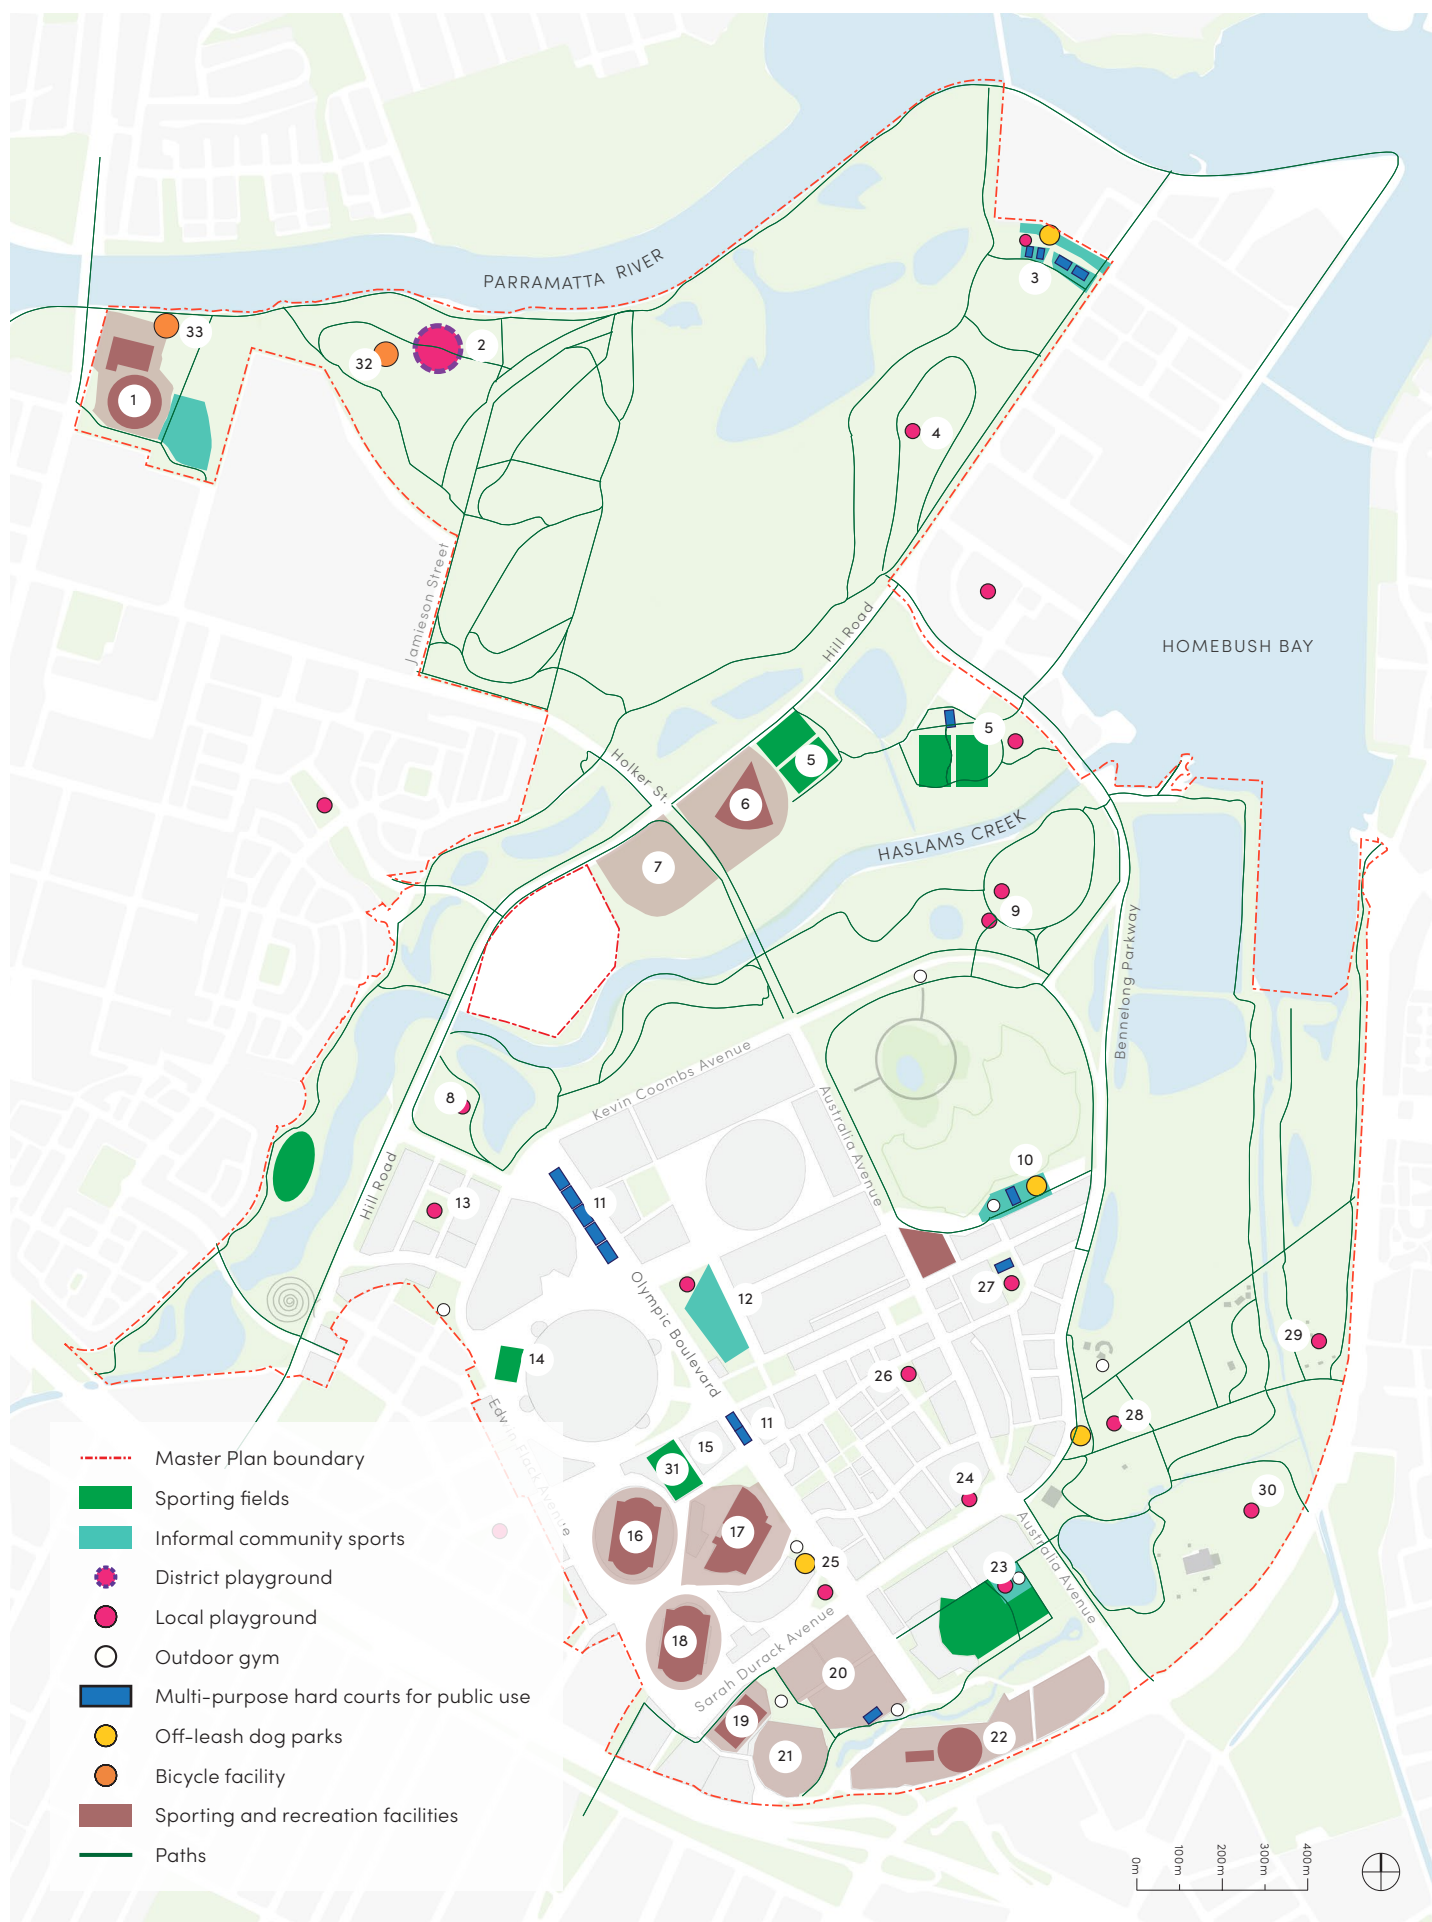 PARRAMATTA RIVER
3
33
2
32
1
4
Jamieson Street
Hill Road
HOMEBUSH BAY
5
5
Holker St.
6
HASLAMS CREEK
7
9
Bennelong Parkway
Kevin Coombs Avenue
8
Australia Avenue
10
Hill Road
13
11
27
Olympic Boulevard
12
29
14
26
Edwin Flack Avenue
28
11
15
31
24
30
16
17
Australia Avenue
25
23
18
Sarah Durack Avenue
20
19
22
21
Master Plan boundary
Sporting fields
Informal community sports
District playground
Local playground
Outdoor gym
Multi-purpose hard courts for public use
Off-leash dog parks
Bicycle facility
Sporting and recreation facilities
Paths
0m
100m
200m
300m
400m